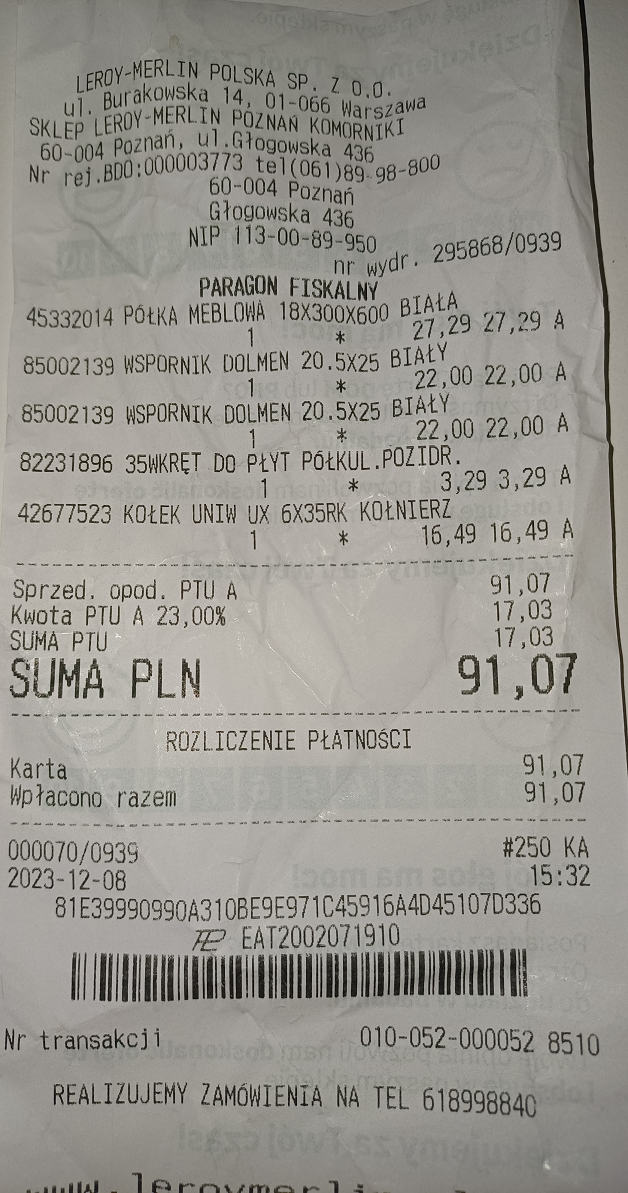 LEROY-MERLIN POLSKA SP. Z O.O.
ul. Burakowska 14, 01-066 Warszawa
SKLEP LEROY-MERLIN POZNAŃ KOMORNIKI
60-004 Poznań, ul.Głogowska 436
Nr rej.BDO:000003773 tel(061)89-98-800
60-004 Poznań
Głogowska 436
NIP 113-00-89-950
nr wydr. 295868/0939
PARAGON FISKALNY
45332014 PÓŁKA MEBLOWA 18X300X600 BIAŁA
1 * 27,29 27,29 A
85002139 WSPORNIK DOLMEN 20.5X25 BIAŁY
1 * 22,00 22,00 A
85002139 WSPORNIK DOLMEN 20.5X25 BIAŁY
1 * 22,00 22,00 A
82231896 35WKRĘT DO PŁYT PÓŁKUL.POZIDR.
1 * 3,29 3,29 A
42677523 KOŁEK UNIW UX 6X35RK KOŁNIERZ
1 * 16,49 16,49 A
Sprzed. opod. PTU A 91,07
Kwota PTU A 23,00% 17,03
SUMA PTU 17,03
SUMA PLN 91,07
ROZLICZENIE PŁATNOŚCI
Karta 91,07
Wpłacono razem 91,07
000070/0939 #250 KA
2023-12-08 15:32
81E39990990A310BE9E971C45916A4D45107D336
EAT2002071910
Nr transakcji 010-052-000052 8510
REALIZUJEMY ZAMÓWIENIA NA TEL 618998840